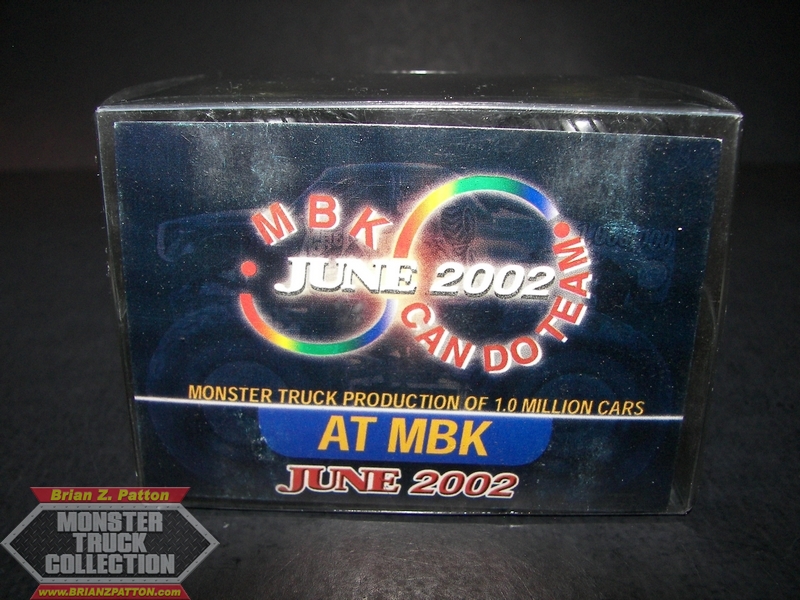 MBK
JUNE 2002
CAN DO TEAM
MONSTER TRUCK PRODUCTION OF 1.0 MILLION CARS
AT MBK
JUNE 2002
Brian Z. Patton
MONSTER
TRUCK
COLLECTION
www.BRIANZPATTON.com